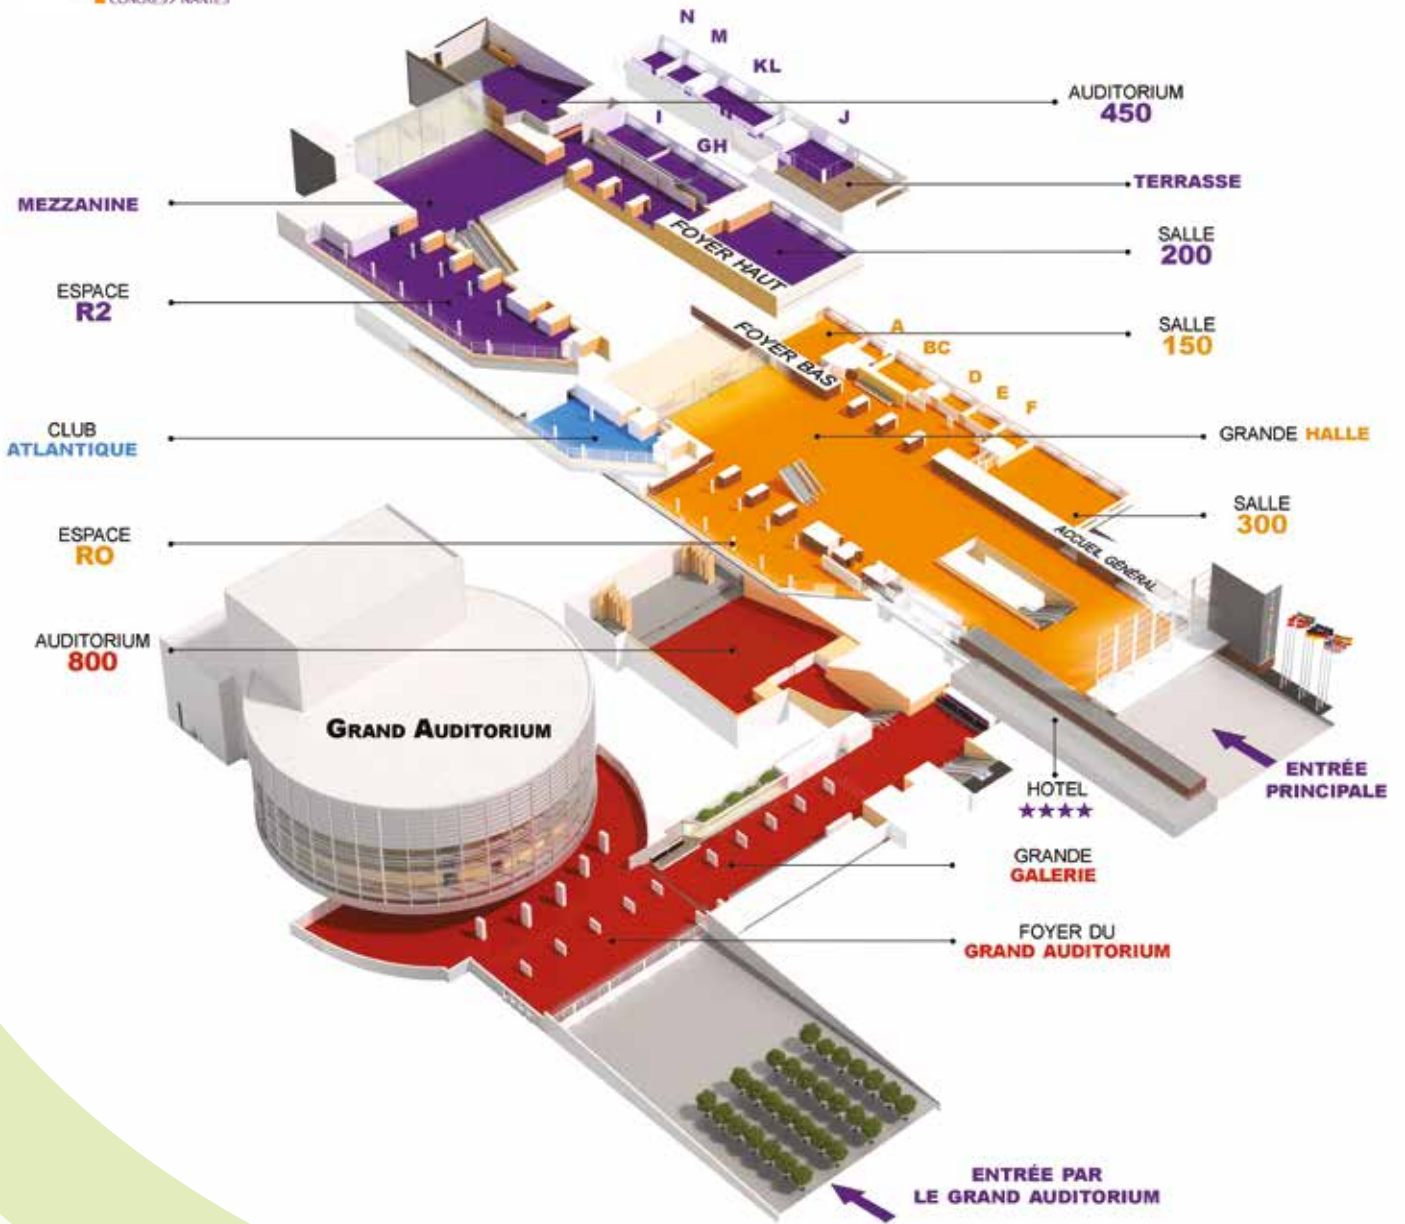 CONGRÈS / NANTES
N
M
KL
AUDITORIUM
450
J
I
GH
TERRASSE
MEZZANINE
FOYER HAUT
SALLE
200
ESPACE
R2
FOYER BAS
A
BC
D
E
F
SALLE
150
CLUB
ATLANTIQUE
GRANDE HALLE
ESPACE
RO
SALLE
300
ACCUEIL GÉNÉRAL
AUDITORIUM
800
GRAND AUDITORIUM
ENTRÉE
PRINCIPALE
HOTEL
★★★★
GRANDE
GALERIE
FOYER DU
GRAND AUDITORIUM
ENTRÉE PAR
LE GRAND AUDITORIUM